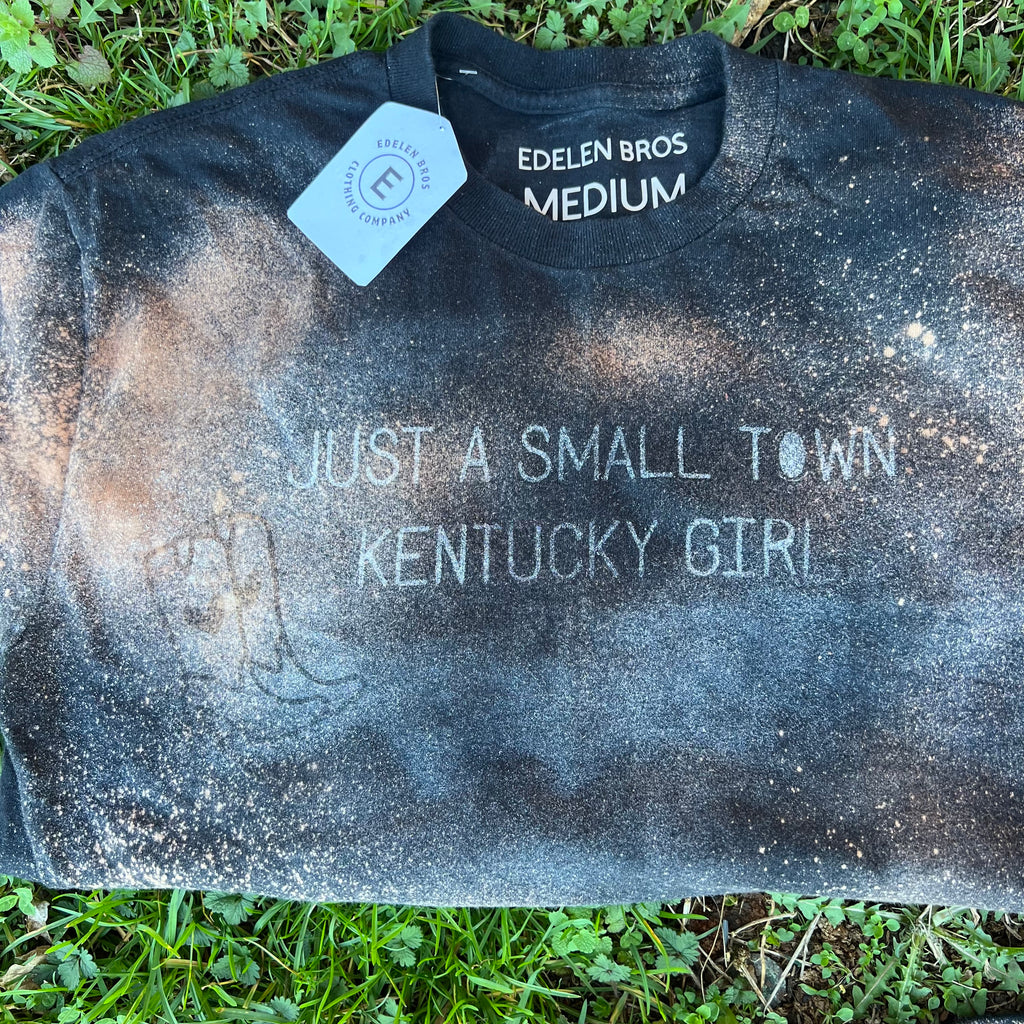 EDELEN BROS
E
CLOTHING COMPANY
EDELEN BROS
MEDIUM
JUST A SMALL TOWN
KENTUCKY GIRL